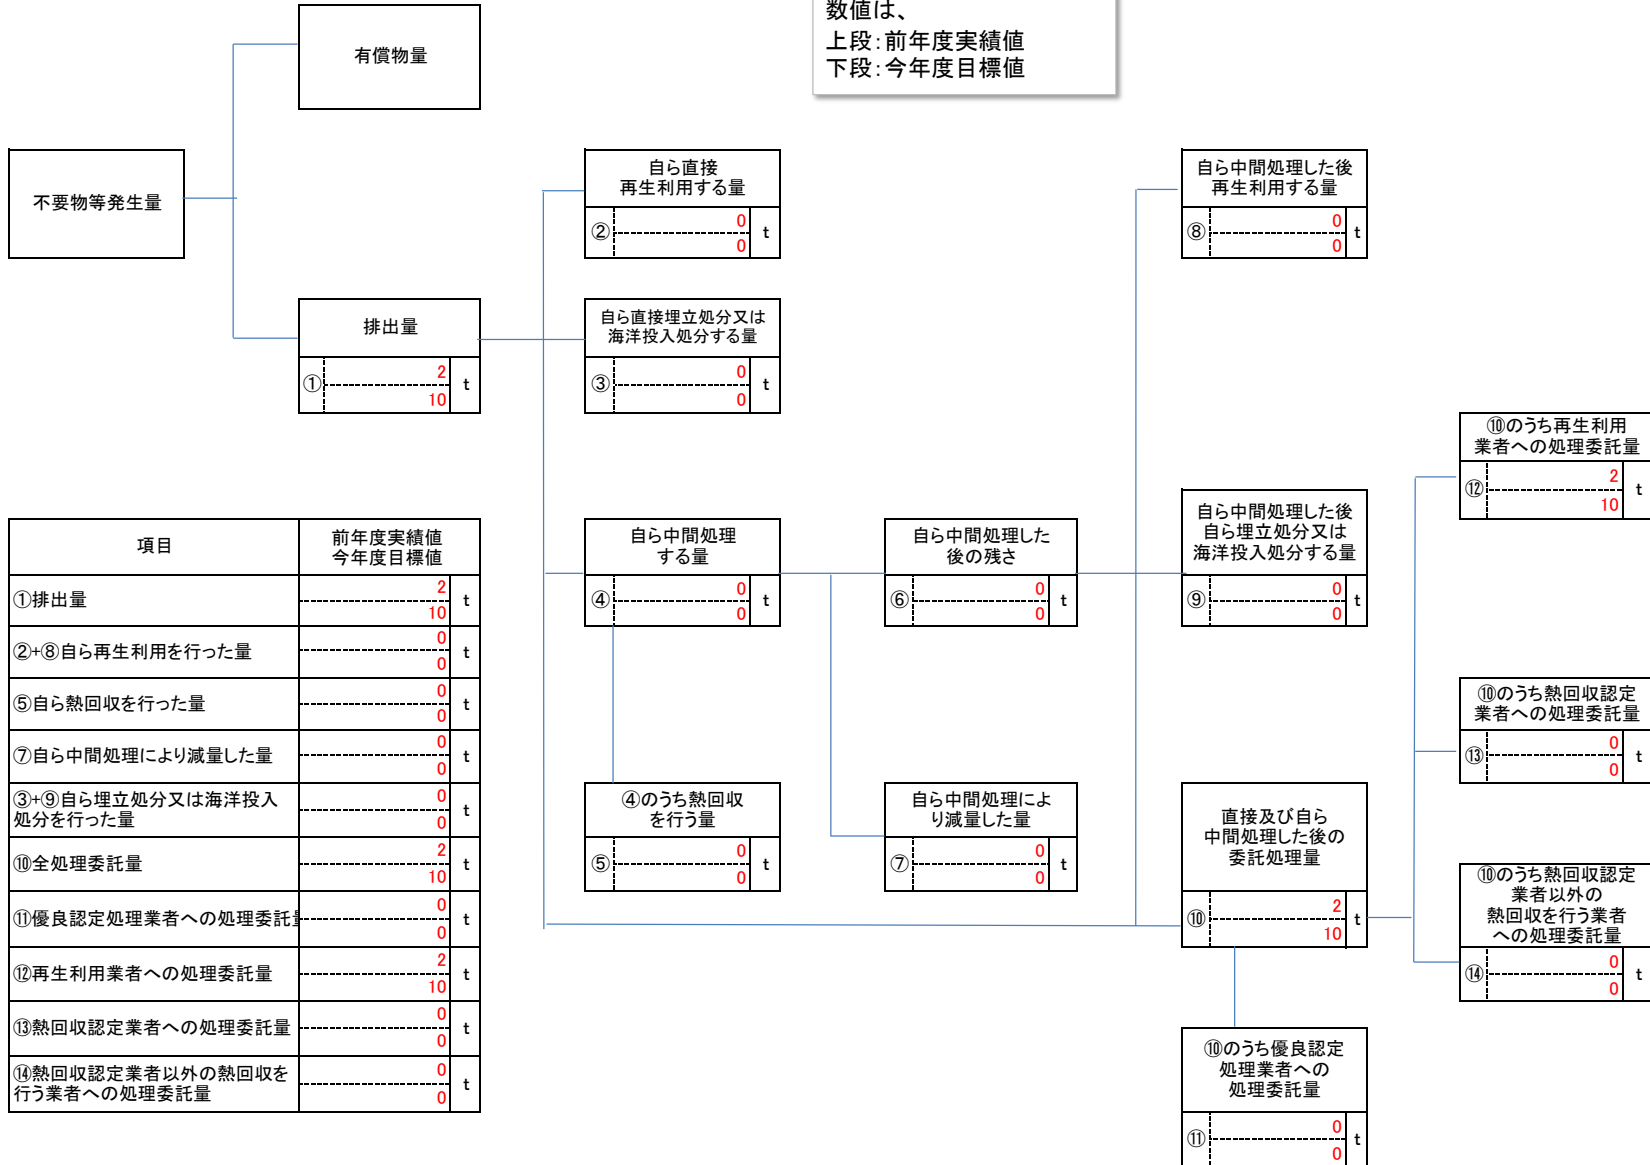 数値は、
上段：前年度実績値
下段：今年度目標値
有償物量
不要物等発生量
排出量
①
2
10
t
自ら直接
再生利用する量
②
0
0
t
自ら直接埋立処分又は
海洋投入処分する量
③
0
0
t
自ら中間処理した後
再生利用する量
⑧
0
0
t
自ら中間処理
する量
④
0
0
t
自ら中間処理した
後の残さ
⑥
0
0
t
自ら中間処理した後
自ら埋立処分又は
海洋投入処分する量
⑨
0
0
t
⑩のうち再生利用
業者への処理委託量
⑫
2
10
t
⑩のうち熱回収認定
業者への処理委託量
⑬
0
0
t
④のうち熱回収
を行う量
⑤
0
0
t
自ら中間処理によ
り減量した量
⑦
0
0
t
直接及び自ら
中間処理した後の
委託処理量
⑩
2
10
t
⑩のうち熱回収認定
業者以外の
熱回収を行う業者
への処理委託量
⑭
0
0
t
⑩のうち優良認定
処理業者への
処理委託量
⑪
0
0
t
項目
前年度実績値
今年度目標値
①排出量
2
10
t
②+⑧自ら再生利用を行った量
0
0
t
⑤自ら熱回収を行った量
0
0
t
⑦自ら中間処理により減量した量
0
0
t
③+⑨自ら埋立処分又は海洋投入
処分を行った量
0
0
t
⑩全処理委託量
2
10
t
⑪優良認定処理業者への処理委託量
0
0
t
⑫再生利用業者への処理委託量
2
10
t
⑬熱回収認定業者への処理委託量
0
0
t
⑭熱回収認定業者以外の熱回収を
行う業者への処理委託量
0
0
t